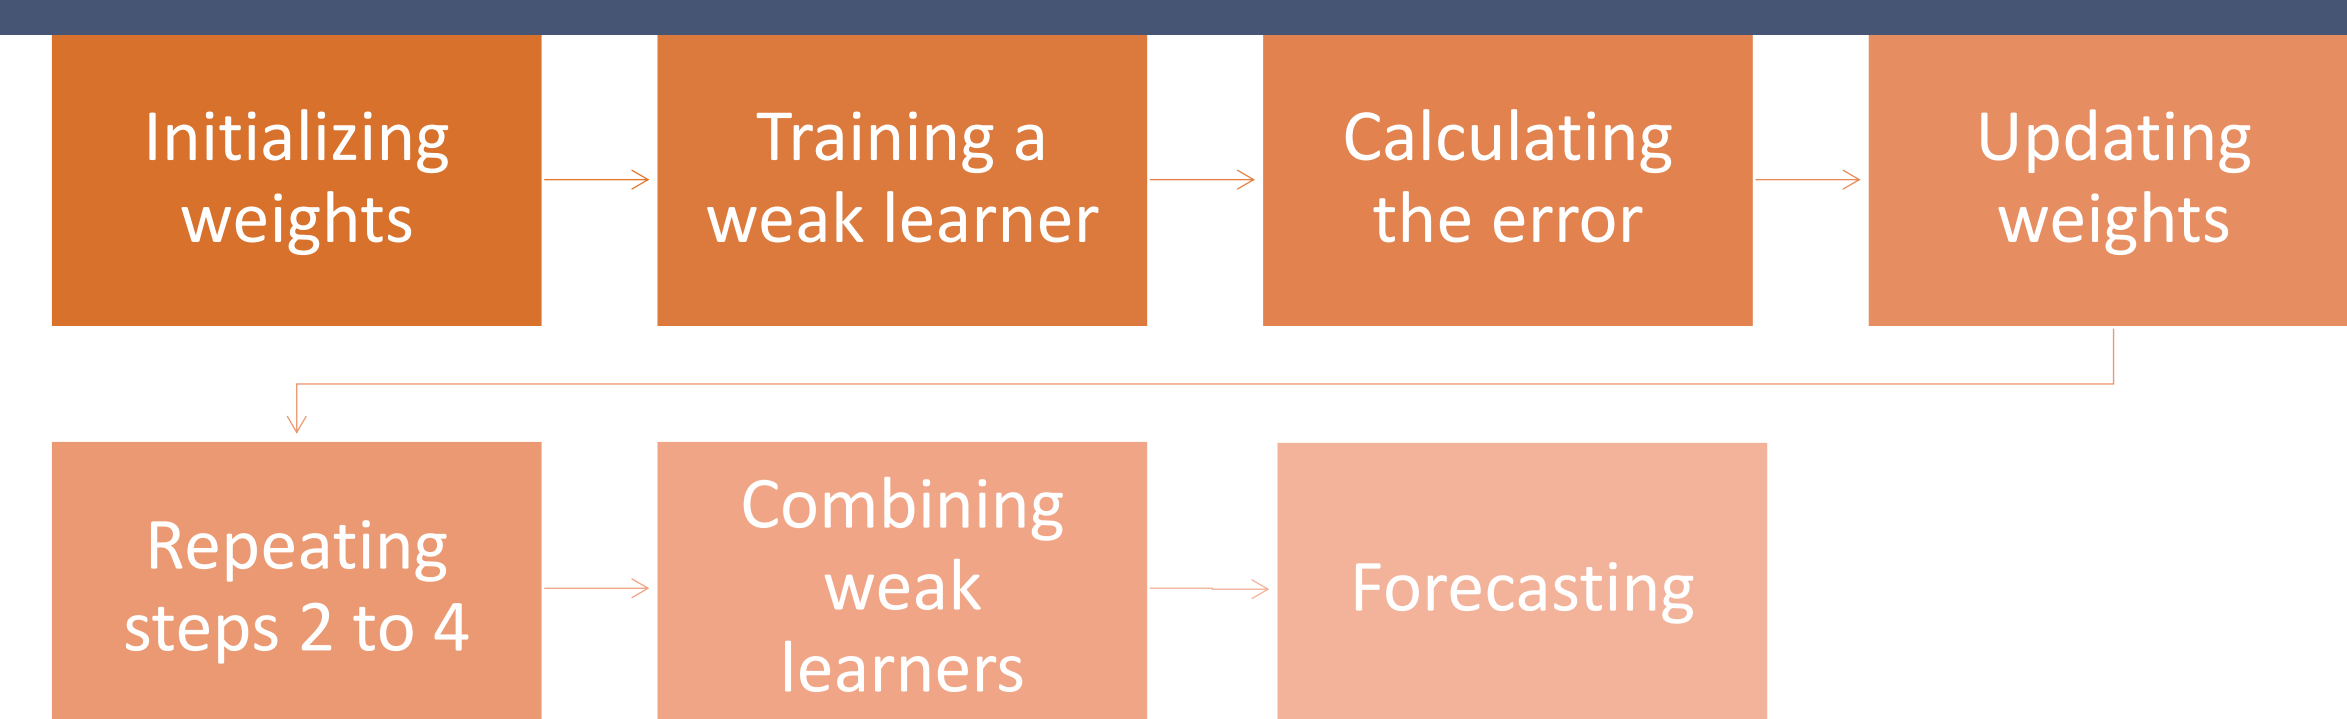 Initializing
weights
Training a
weak learner
Calculating
the error
Updating
weights
Repeating
steps 2 to 4
Combining
weak
learners
Forecasting